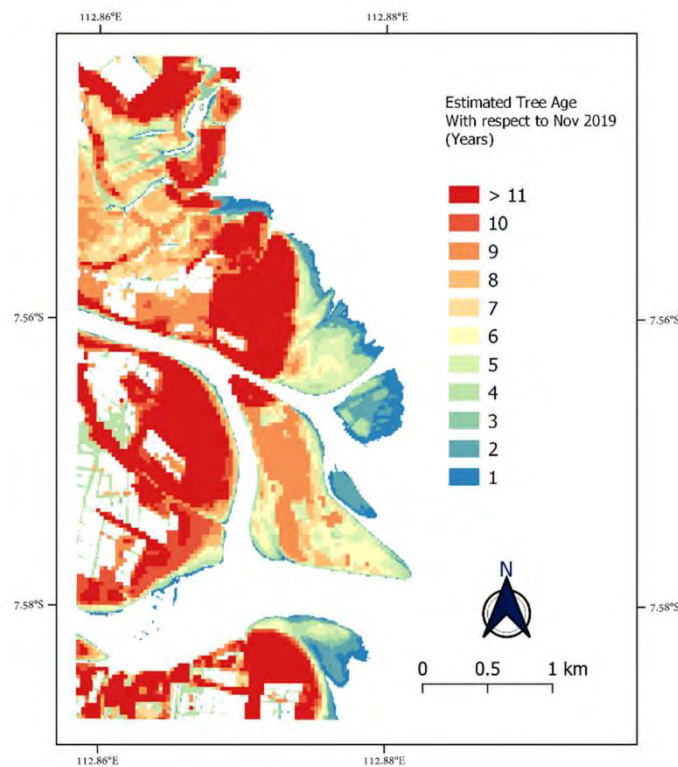 112.86°E 112.88°E
Estimated Tree Age
With respect to Nov 2019
(Years)
> 11
10
9
8
7
6
5
4
3
2
1
7.56°S 7.56°S
N
7.58°S 7.58°S
0 0.5 1 km
112.86°E 112.88°E